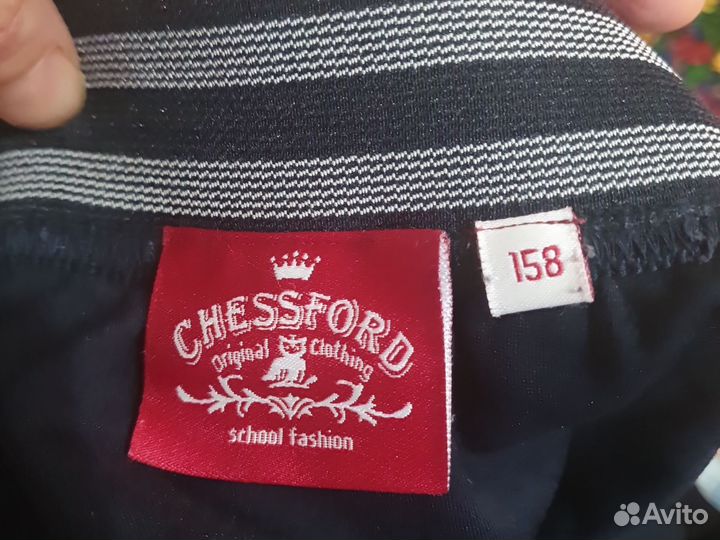 CHESSFORD
Original Clothing
school fashion
158
Avito